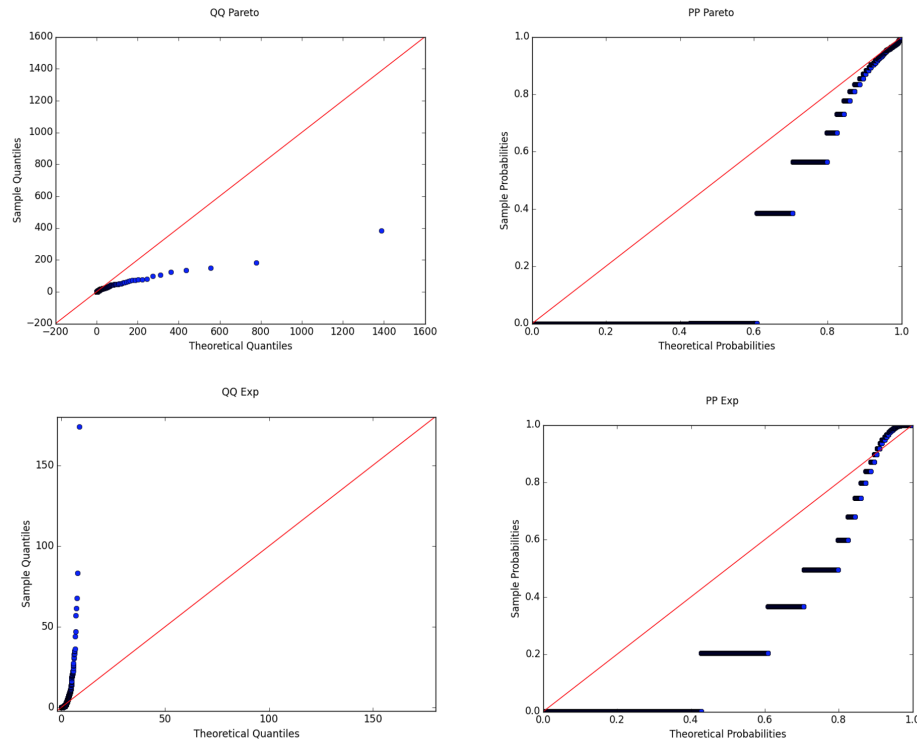 QQ Pareto
1600
1400
1200
1000
800
600
400
200
0
−200
−200 0 200 400 600 800 1000 1200 1400 1600
Sample Quantiles
Theoretical Quantiles
PP Pareto
1.0
0.8
0.6
0.4
0.2
0.0
0.0 0.2 0.4 0.6 0.8 1.0
Sample Probabilities
Theoretical Probabilities
QQ Exp
150
100
50
0
0 50 100 150
Sample Quantiles
Theoretical Quantiles
PP Exp
1.0
0.8
0.6
0.4
0.2
0.0
0.0 0.2 0.4 0.6 0.8 1.0
Sample Probabilities
Theoretical Probabilities